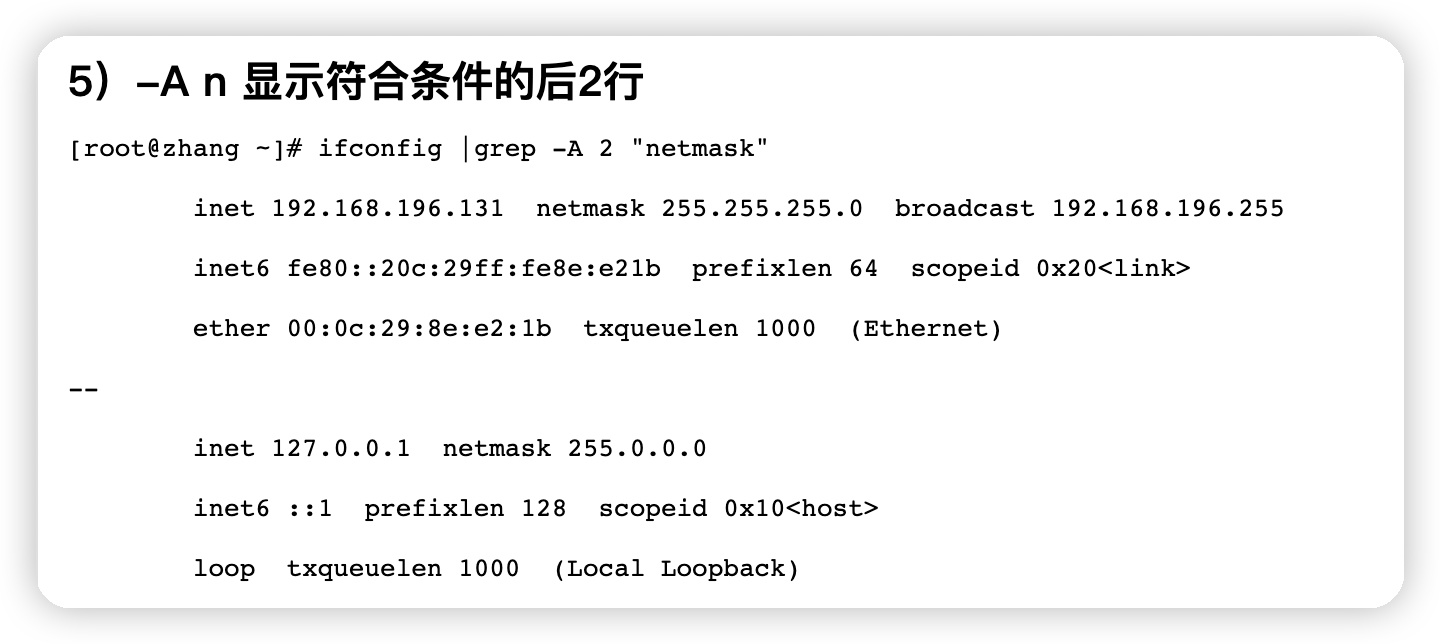 5）-A n 显示符合条件的后2行
[root@zhang ~]# ifconfig |grep -A 2 "netmask"
        inet 192.168.196.131  netmask 255.255.255.0  broadcast 192.168.196.255
        inet6 fe80::20c:29ff:fe8e:e21b  prefixlen 64  scopeid 0x20<link>
        ether 00:0c:29:8e:e2:1b  txqueuelen 1000  (Ethernet)
--
        inet 127.0.0.1  netmask 255.0.0.0
        inet6 ::1  prefixlen 128  scopeid 0x10<host>
        loop  txqueuelen 1000  (Local Loopback)